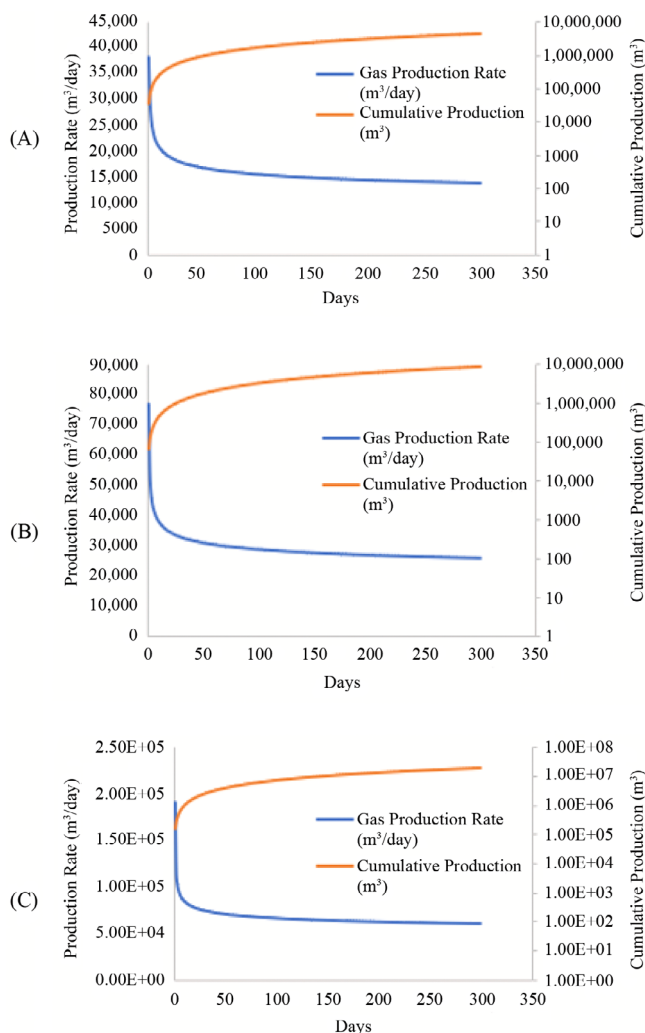 (A)
Production Rate (m³/day)
45,000
40,000
35,000
30,000
25,000
20,000
15,000
10,000
5000
0
Gas Production Rate
(m³/day)
Cumulative Production
(m³)
10,000,000
1,000,000
100,000
10,000
1000
100
10
1
Cumulative Production (m³)
0 50 100 150 200 250 300 350
Days
(B)
Production Rate (m³/day)
90,000
80,000
70,000
60,000
50,000
40,000
30,000
20,000
10,000
0
Gas Production Rate
(m³/day)
Cumulative Production
(m³)
10,000,000
1,000,000
100,000
10,000
1000
100
10
1
Cumulative Production (m³)
0 50 100 150 200 250 300 350
Days
(C)
Production Rate (m³/day)
2.50E+05
2.00E+05
1.50E+05
1.00E+05
5.00E+04
0.00E+00
Gas Production Rate
(m³/day)
Cumulative Production
(m³)
1.00E+08
1.00E+07
1.00E+06
1.00E+05
1.00E+04
1.00E+03
1.00E+02
1.00E+01
1.00E+00
Cumulative Production (m³)
0 50 100 150 200 250 300 350
Days